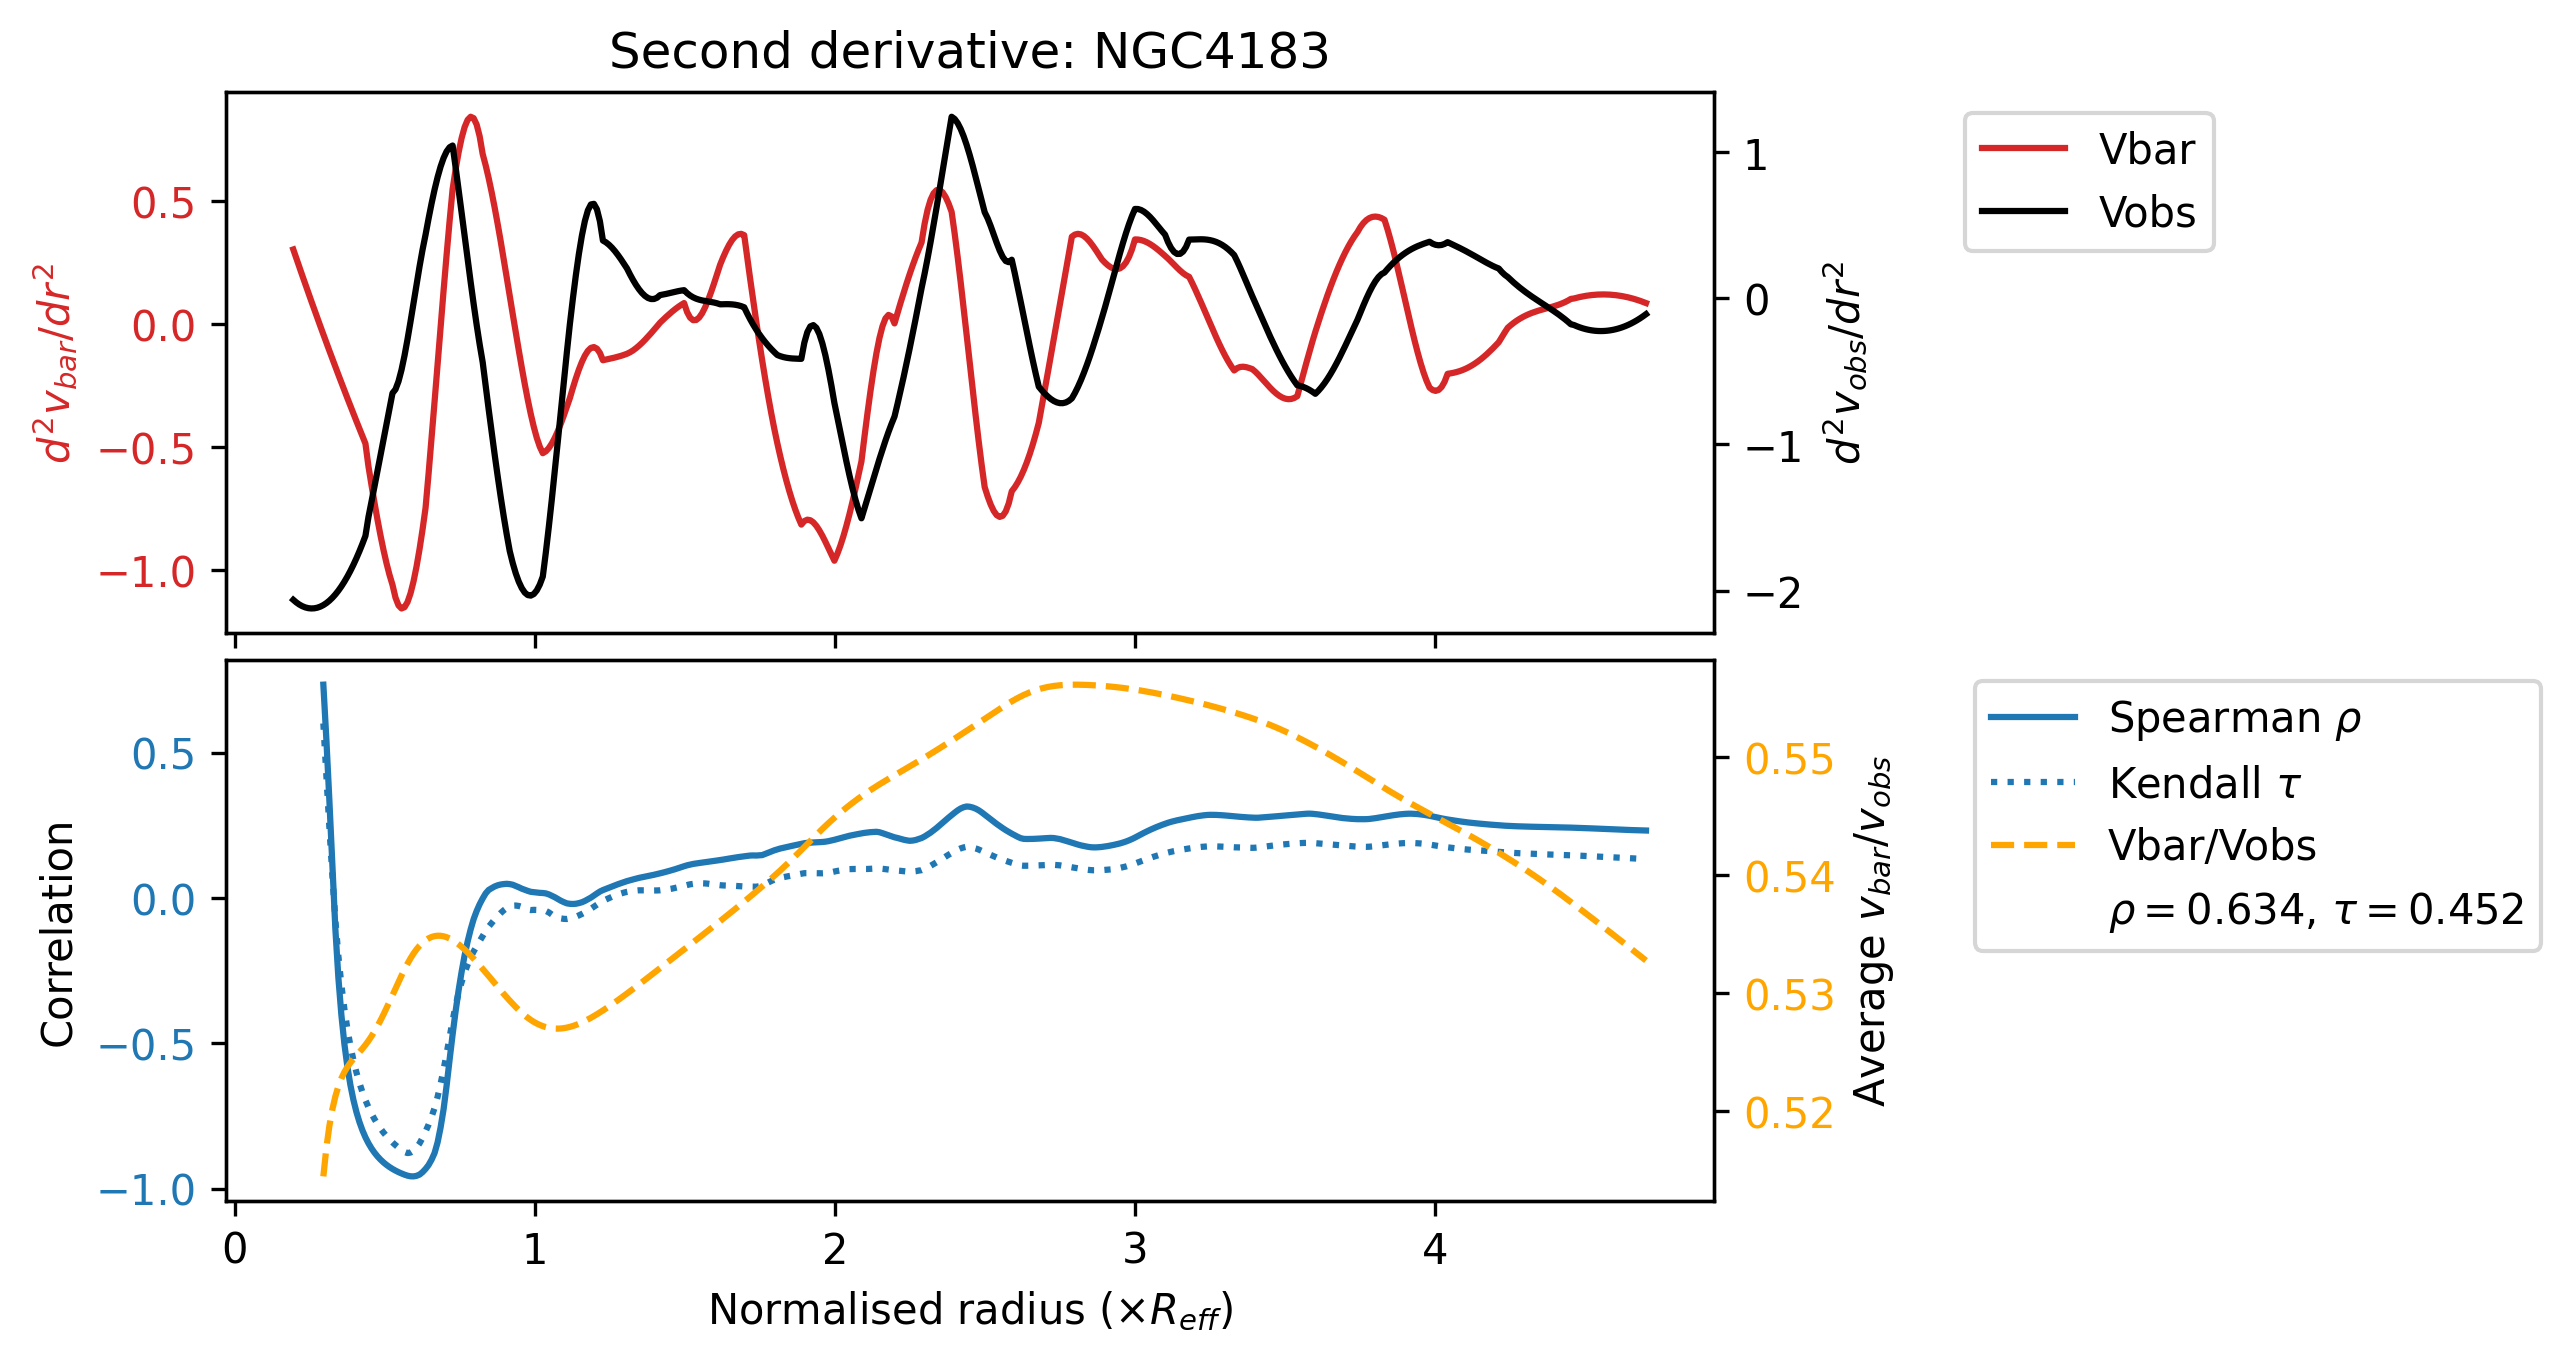 Second derivative: NGC4183
d²v_bar/dr²
0.5
0.0
−0.5
−1.0
1
0
−1
−2
d²v_obs/dr²
Vbar
Vobs
Correlation
0.5
0.0
−0.5
−1.0
0.55
0.54
0.53
0.52
Average v_bar/v_obs
Spearman ρ
Kendall τ
Vbar/Vobs
ρ = 0.634, τ = 0.452
0 1 2 3 4
Normalised radius (×R_eff)